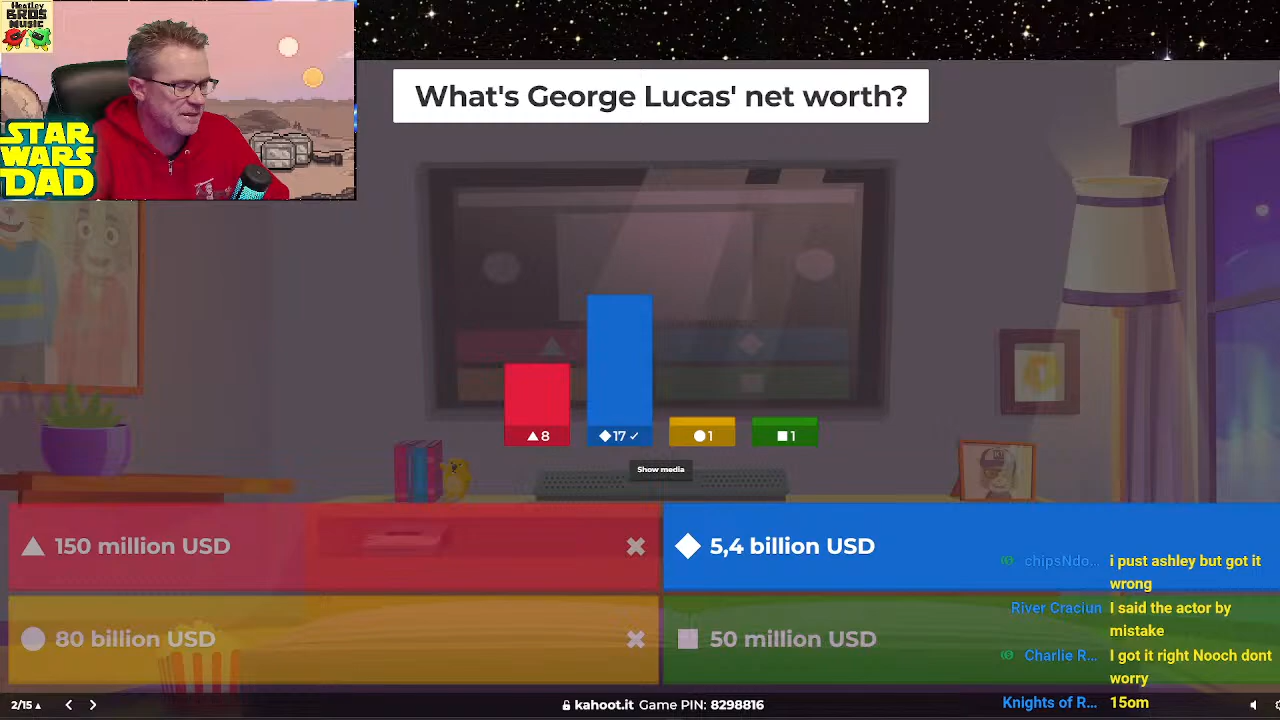 Heatley
BROS
MUSIC
STAR
WARS
DAD
What's George Lucas' net worth?
8
17 ✓
1
1
Show media
150 million USD
5,4 billion USD
80 billion USD
50 million USD
chipsNdo... i pust ashley but got it
wrong
River Craciun I said the actor by
mistake
Charlie R... I got it right Nooch dont
worry
Knights of R... 15om
2/15
kahoot.it Game PIN: 8298816